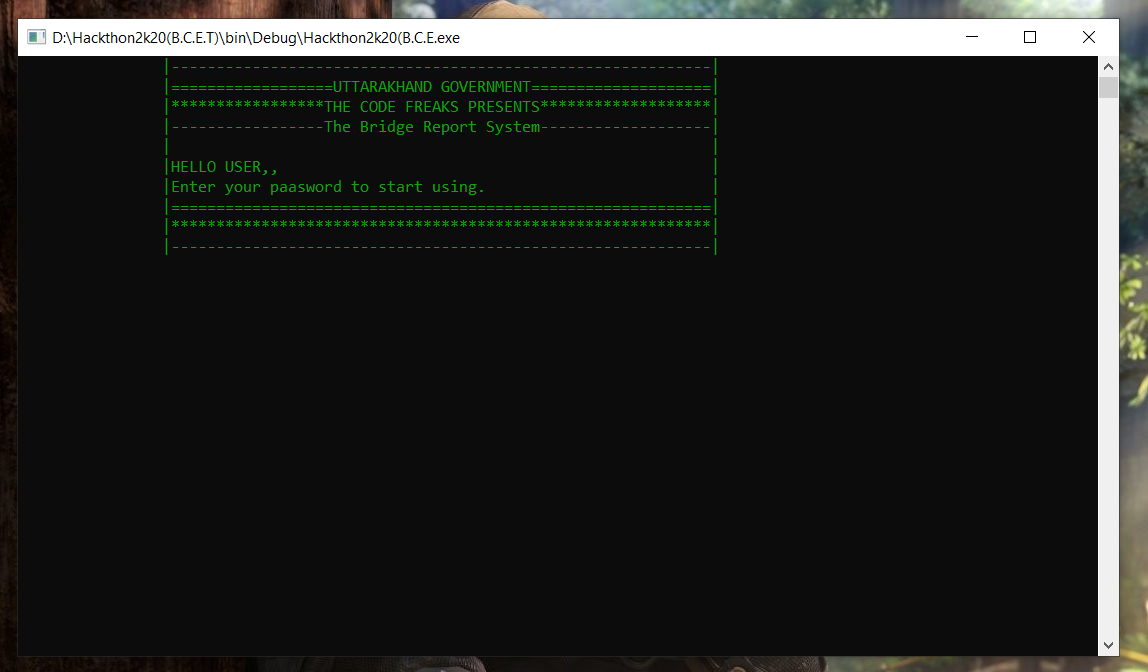 D:\Hackthon2k20(B.C.E.T)\bin\Debug\Hackthon2k20(B.C.E.exe
|------------------------------------------------------------|
|==================UTTARAKHAND GOVERNMENT====================|
|*****************THE CODE FREAKS PRESENTS*******************|
|-----------------The Bridge Report System-------------------|
| |
|HELLO USER,, |
|Enter your paasword to start using. |
|============================================================|
|************************************************************|
|------------------------------------------------------------|